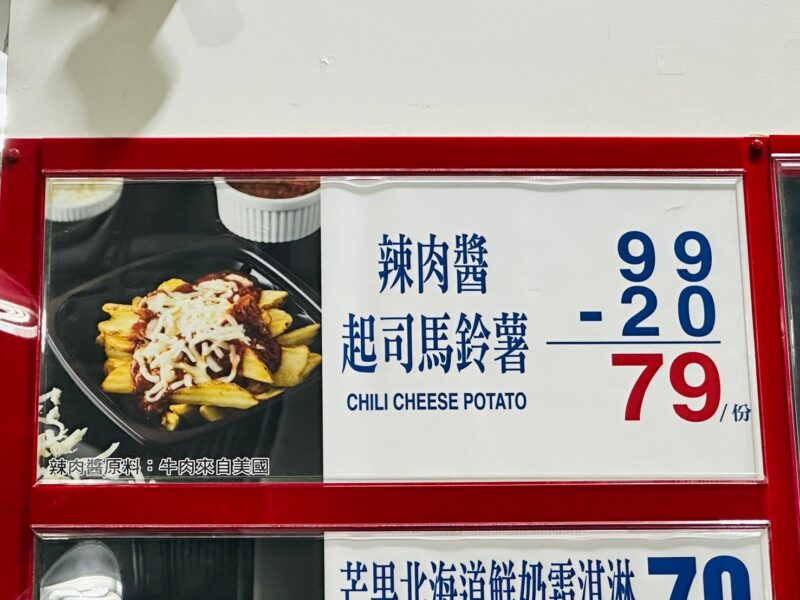 辣肉醬
起司馬鈴薯
CHILI CHEESE POTATO
99
-20
79/份
辣肉醬原料：牛肉來自美國
芒果北海道鮮奶霜淇淋
70